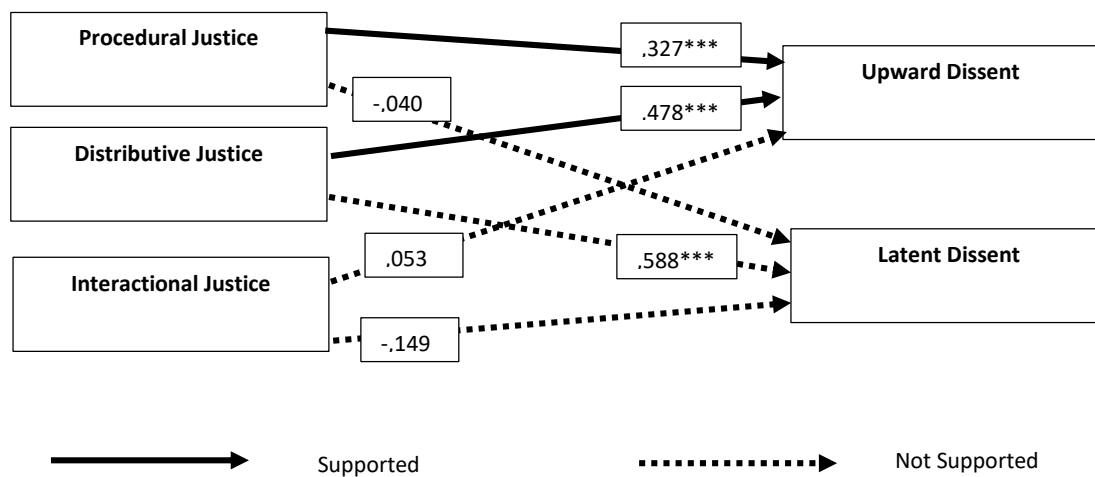 Procedural Justice
,327***
Upward Dissent
-,040
.478***
Distributive Justice
,053
,588***
Latent Dissent
Interactional Justice
-,149
Supported
Not Supported